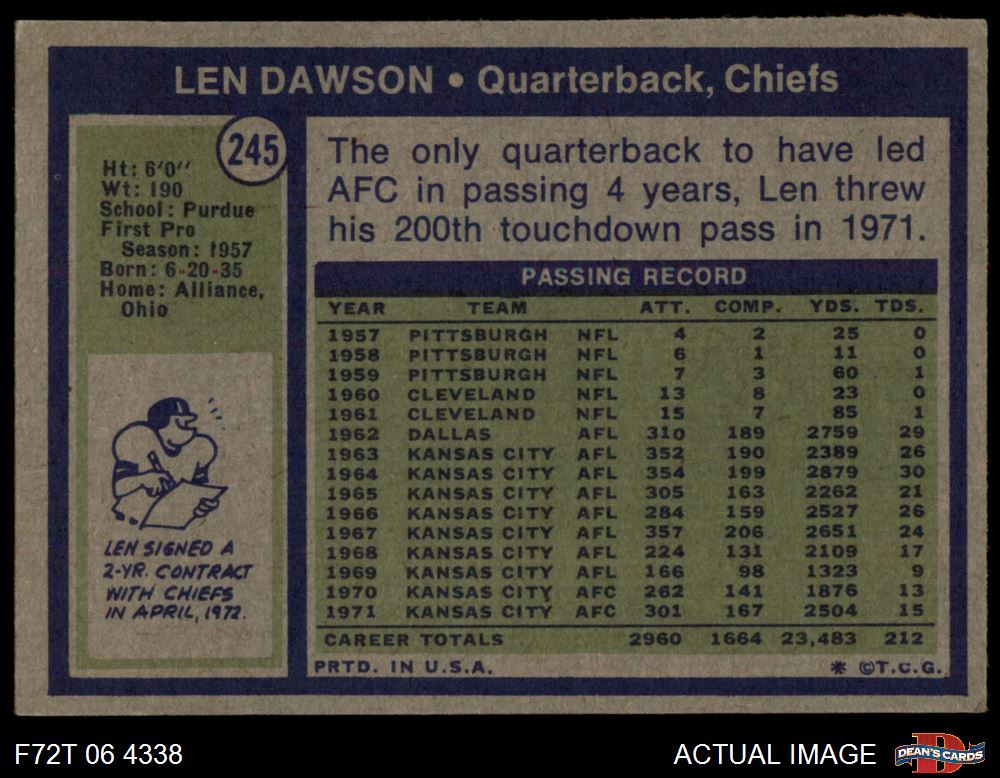 LEN DAWSON • Quarterback, Chiefs
245
Ht: 6'0''
Wt: 190
School: Purdue
First Pro
Season: 1957
Born: 6-20-35
Home: Alliance,
Ohio
LEN SIGNED A
2-YR. CONTRACT
WITH CHIEFS
IN APRIL, 1972.
The only quarterback to have led
AFC in passing 4 years, Len threw
his 200th touchdown pass in 1971.
PASSING RECORD
YEAR TEAM ATT. COMP. YDS. TDS.
1957 PITTSBURGH NFL 4 2 25 0
1958 PITTSBURGH NFL 6 1 11 0
1959 PITTSBURGH NFL 7 3 60 1
1960 CLEVELAND NFL 13 8 23 0
1961 CLEVELAND NFL 15 7 85 1
1962 DALLAS AFL 310 189 2759 29
1963 KANSAS CITY AFL 352 190 2389 26
1964 KANSAS CITY AFL 354 199 2879 30
1965 KANSAS CITY AFL 305 163 2262 21
1966 KANSAS CITY AFL 284 159 2527 26
1967 KANSAS CITY AFL 357 206 2651 24
1968 KANSAS CITY AFL 224 131 2109 17
1969 KANSAS CITY AFL 166 98 1323 9
1970 KANSAS CITY AFC 262 141 1876 13
1971 KANSAS CITY AFC 301 167 2504 15
CAREER TOTALS 2960 1664 23,483 212
PRTD. IN U.S.A. * ©T.C.G.
F72T 06 4338
ACTUAL IMAGE
DEAN'S CARDS